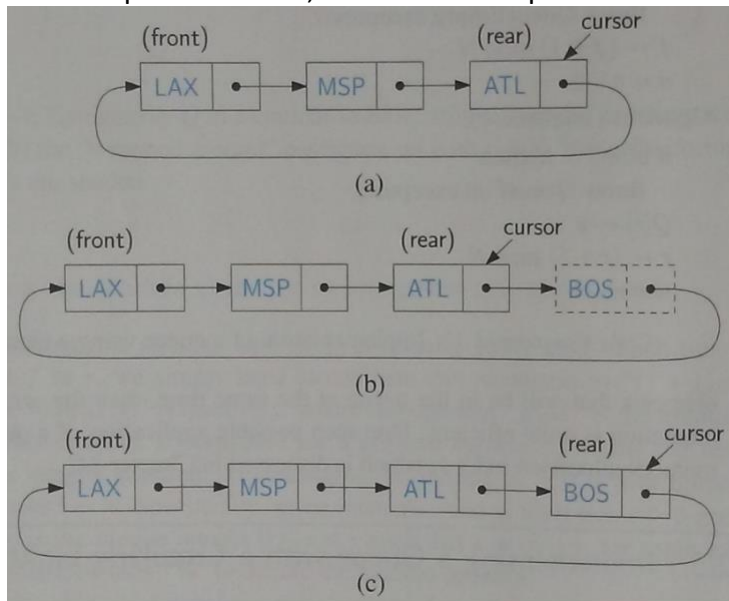 cursor
(front) (rear)
LAX MSP ATL
(a)
cursor
(front) (rear)
LAX MSP ATL BOS
(b)
cursor
(front) (rear)
LAX MSP ATL BOS
(c)